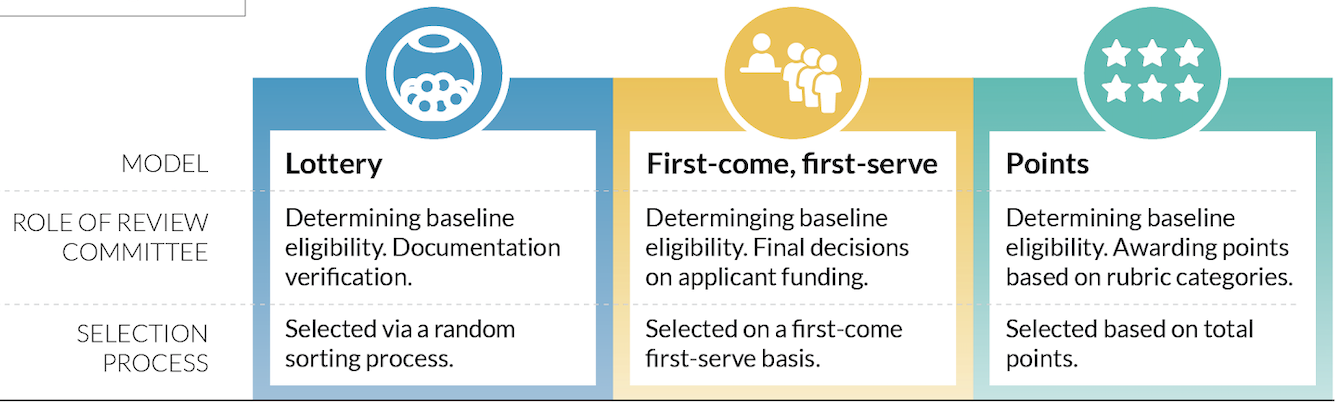 MODEL
Lottery
First-come, first-serve
Points
ROLE OF REVIEW
COMMITTEE
Determining baseline
eligibility. Documentation
verification.
Determinging baseline
eligibility. Final decisions
on applicant funding.
Determining baseline
eligibility. Awarding points
based on rubric categories.
SELECTION
PROCESS
Selected via a random
sorting process.
Selected on a first-come
first-serve basis.
Selected based on total
points.